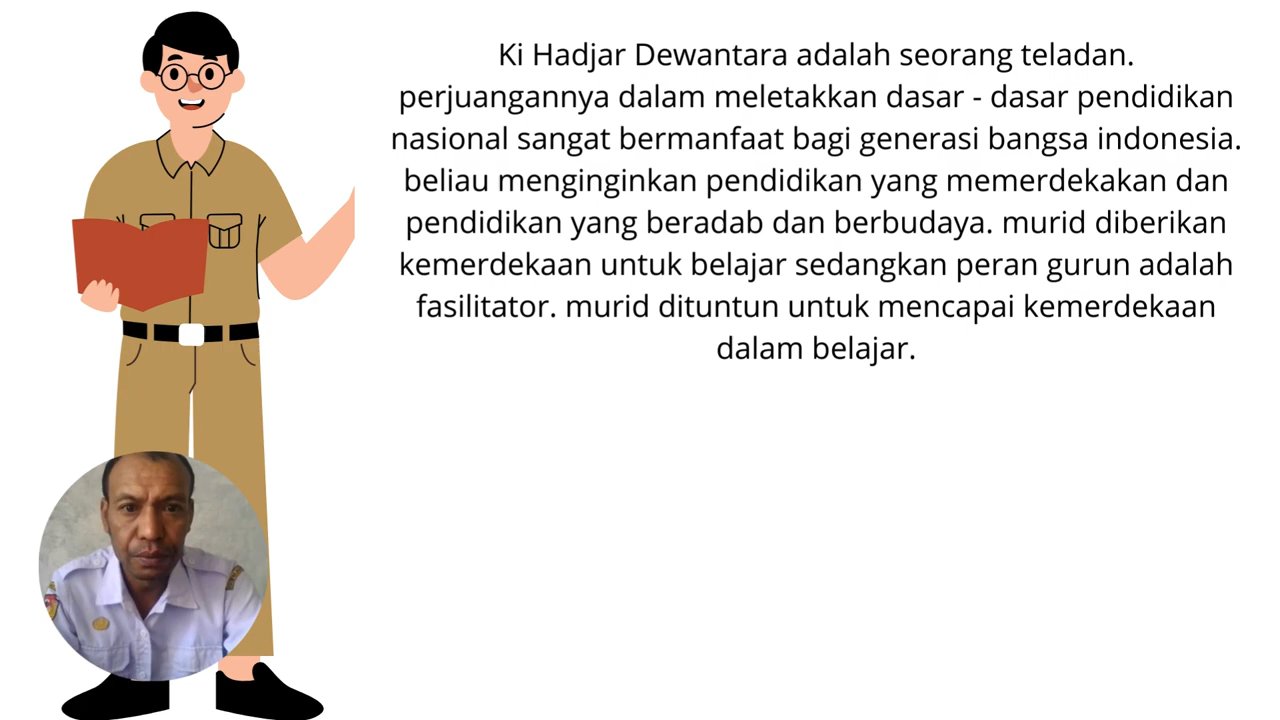 Ki Hadjar Dewantara adalah seorang teladan.
perjuangannya dalam meletakkan dasar - dasar pendidikan
nasional sangat bermanfaat bagi generasi bangsa indonesia.
beliau menginginkan pendidikan yang memerdekakan dan
pendidikan yang beradab dan berbudaya. murid diberikan
kemerdekaan untuk belajar sedangkan peran gurun adalah
fasilitator. murid dituntun untuk mencapai kemerdekaan
dalam belajar.